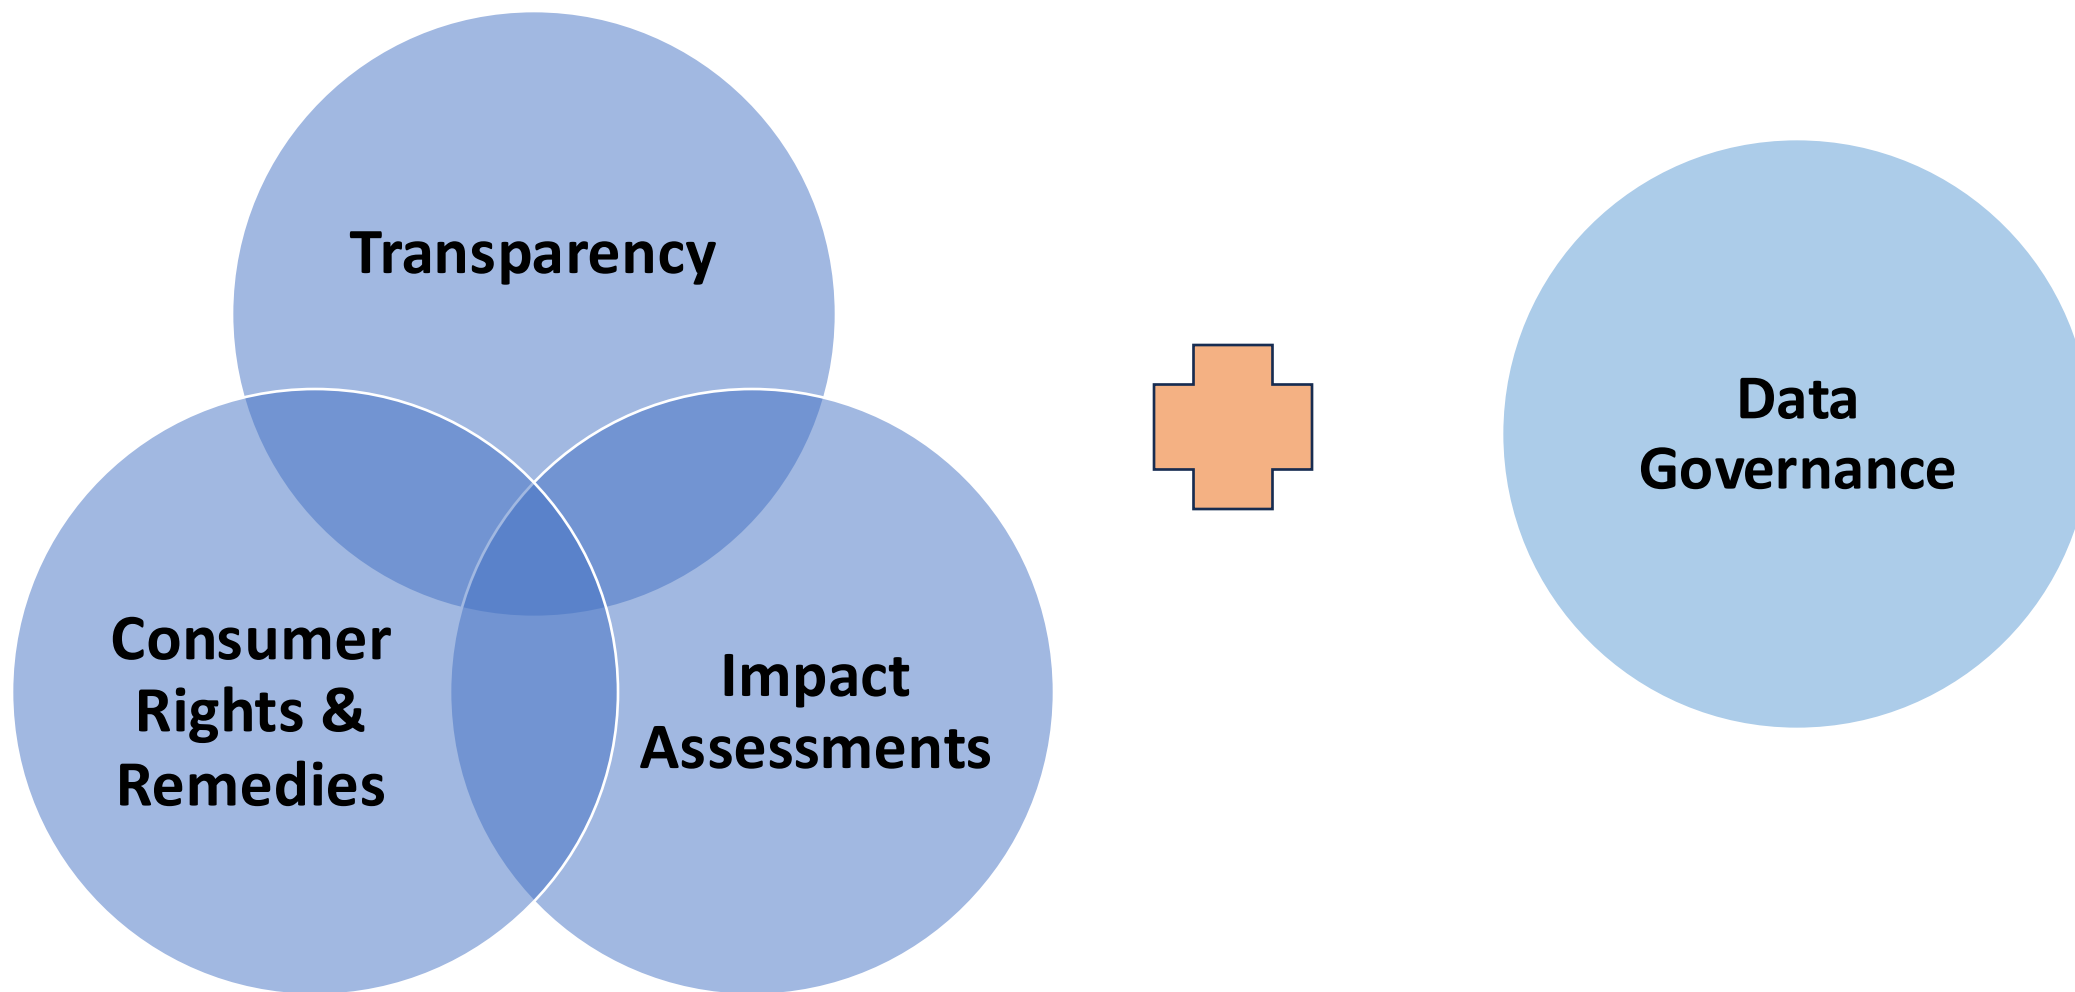 Transparency
Consumer
Rights &
Remedies
Impact
Assessments
Data
Governance